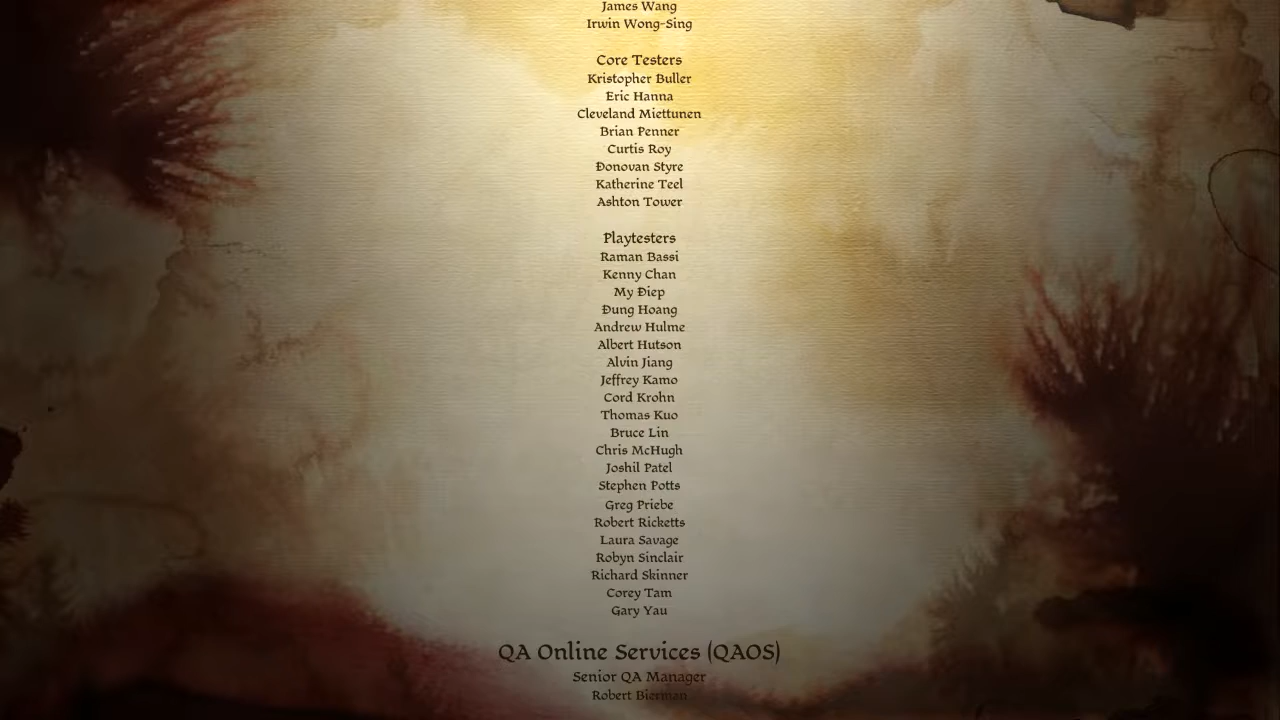 James Wang
Irwin Wong-Sing
Core Testers
Kristopher Buller
Eric Hanna
Cleveland Miettunen
Brian Penner
Curtis Roy
Donovan Styre
Katherine Teel
Ashton Tower
Playtesters
Raman Bassi
Kenny Chan
My Diep
Dung Hoang
Andrew Hulme
Albert Hutson
Alvin Jiang
Jeffrey Kamo
Cord Krohn
Thomas Kuo
Bruce Lin
Chris McHugh
Joshil Patel
Stephen Potts
Greg Priebe
Robert Ricketts
Laura Savage
Robyn Sinclair
Richard Skinner
Corey Tam
Gary Yau
QA Online Services (QAOS)
Senior QA Manager
Robert Bierman